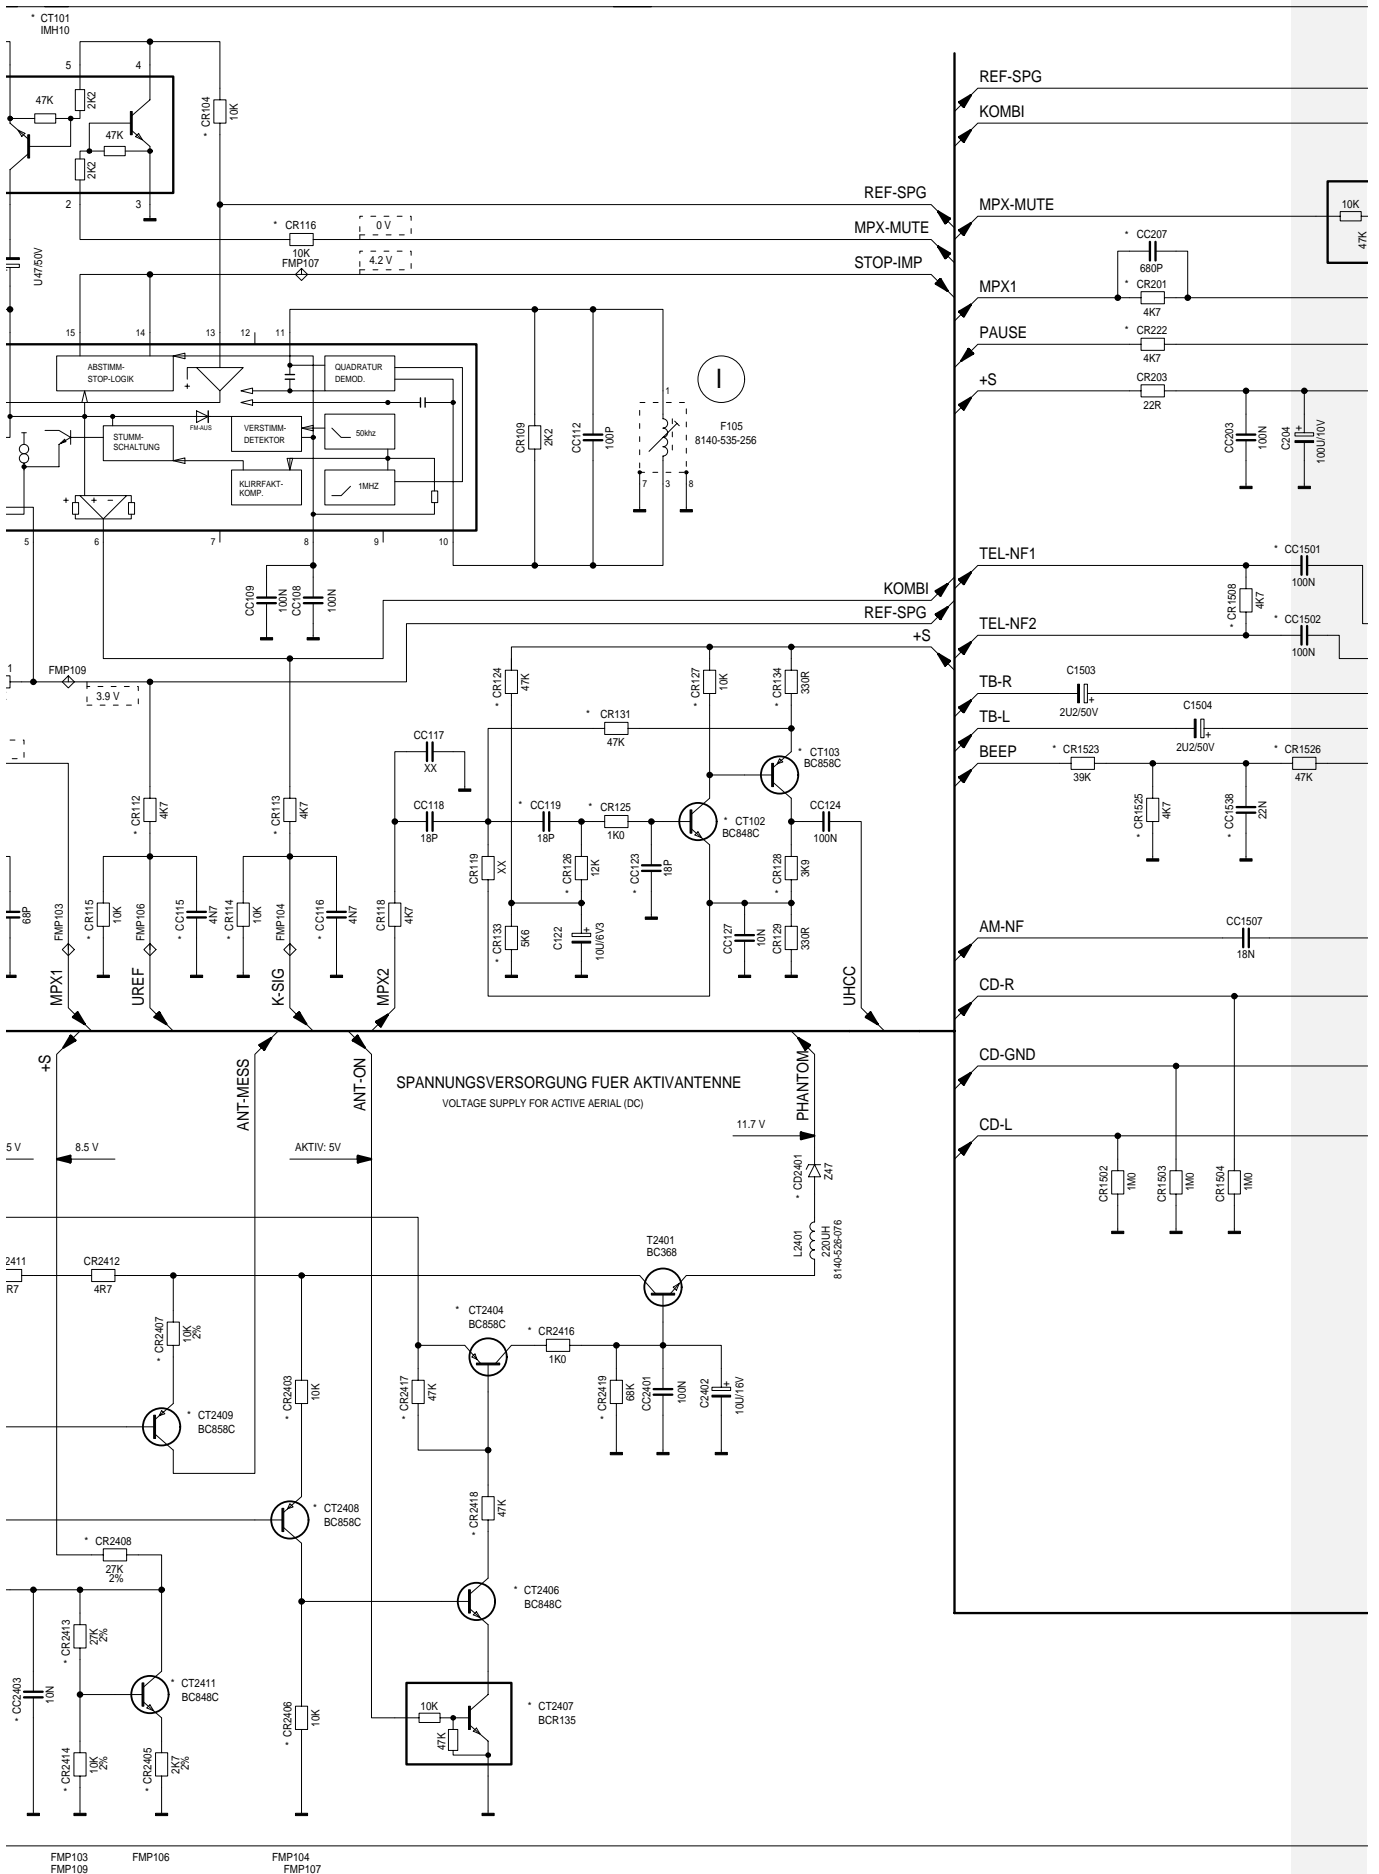 * CT101
IMH10
5
4
47K
2K2
47K
2K2
2
3
* CR104
10K
U47/50V
* CR116
10K
0 V
FMP107
4.2 V
REF-SPG
MPX-MUTE
STOP-IMP
REF-SPG
KOMBI
MPX-MUTE
10K
47K
* CC207
680P
MPX1
* CR201
4K7
PAUSE
* CR222
4K7
+S
CR203
22R
CC203
100N
C204
+
100U/10V
15
14
13
12
11
ABSTIMM-
STOP-LOGIK
+
QUADRATUR
DEMOD.
FM-AUS
STUMM-
SCHALTUNG
VERSTIMM-
DETEKTOR
50khz
KLIRRFAKT-
KOMP.
1MHZ
+
+
−
5
6
7
8
9
10
CR109
2K2
CC112
100P
1
7
3
8
I
F105
8140-535-256
CC109
100N
CC108
100N
KOMBI
REF-SPG
+S
TEL-NF1
* CC1501
100N
* CR1508
4K7
TEL-NF2
* CC1502
100N
TB-R
C1503
+
2U2/50V
TB-L
C1504
+
2U2/50V
BEEP
* CR1523
39K
* CR1525
4K7
CC1538
22N
* CR1526
47K
1
FMP109
3.9 V
* CR124
47K
* CR127
10K
* CR134
330R
* CR131
47K
CC117
XX
CC118
18P
* CC119
18P
* CR125
1K0
* CT102
BC848C
* CT103
BC858C
CC124
100N
* CR112
4K7
* CR113
4K7
CR119
XX
* CR126
12K
* CC123
18P
* CR128
3K9
68P
FMP103
* CR115
10K
FMP106
* CC115
4N7
* CR114
10K
FMP104
* CC116
4N7
CR118
4K7
* CR133
5K6
C122
+
10U/6V3
CC127
10N
CR129
330R
AM-NF
CC1507
18N
CD-R
CD-GND
CD-L
CR1502
1M0
CR1503
1M0
CR1504
1M0
MPX1
UREF
K-SIG
MPX2
UHCC
+S
ANT-MESS
ANT-ON
PHANTOM
SPANNUNGSVERSORGUNG FUER AKTIVANTENNE
VOLTAGE SUPPLY FOR ACTIVE AERIAL (DC)
5 V
8.5 V
AKTIV: 5V
11.7 V
* CD2401
Z47
L2401
220UH
8140-526-076
T2401
BC368
2411
R7
CR2412
4R7
* CR2407
10K
2%
* CT2404
BC858C
* CR2416
1K0
* CR2403
10K
* CR2417
47K
* CR2419
68K
CC2401
100N
C2402
+
10U/16V
* CT2409
BC858C
* CT2408
BC858C
* CR2418
47K
* CR2408
27K
2%
* CT2406
BC848C
* CR2413
27K
2%
* CC2403
10N
* CT2411
BC848C
* CR2406
10K
10K
47K
* CT2407
BCR135
* CR2414
10K
2%
* CR2405
2K7
2%
FMP103
FMP106
FMP104
FMP109
FMP107